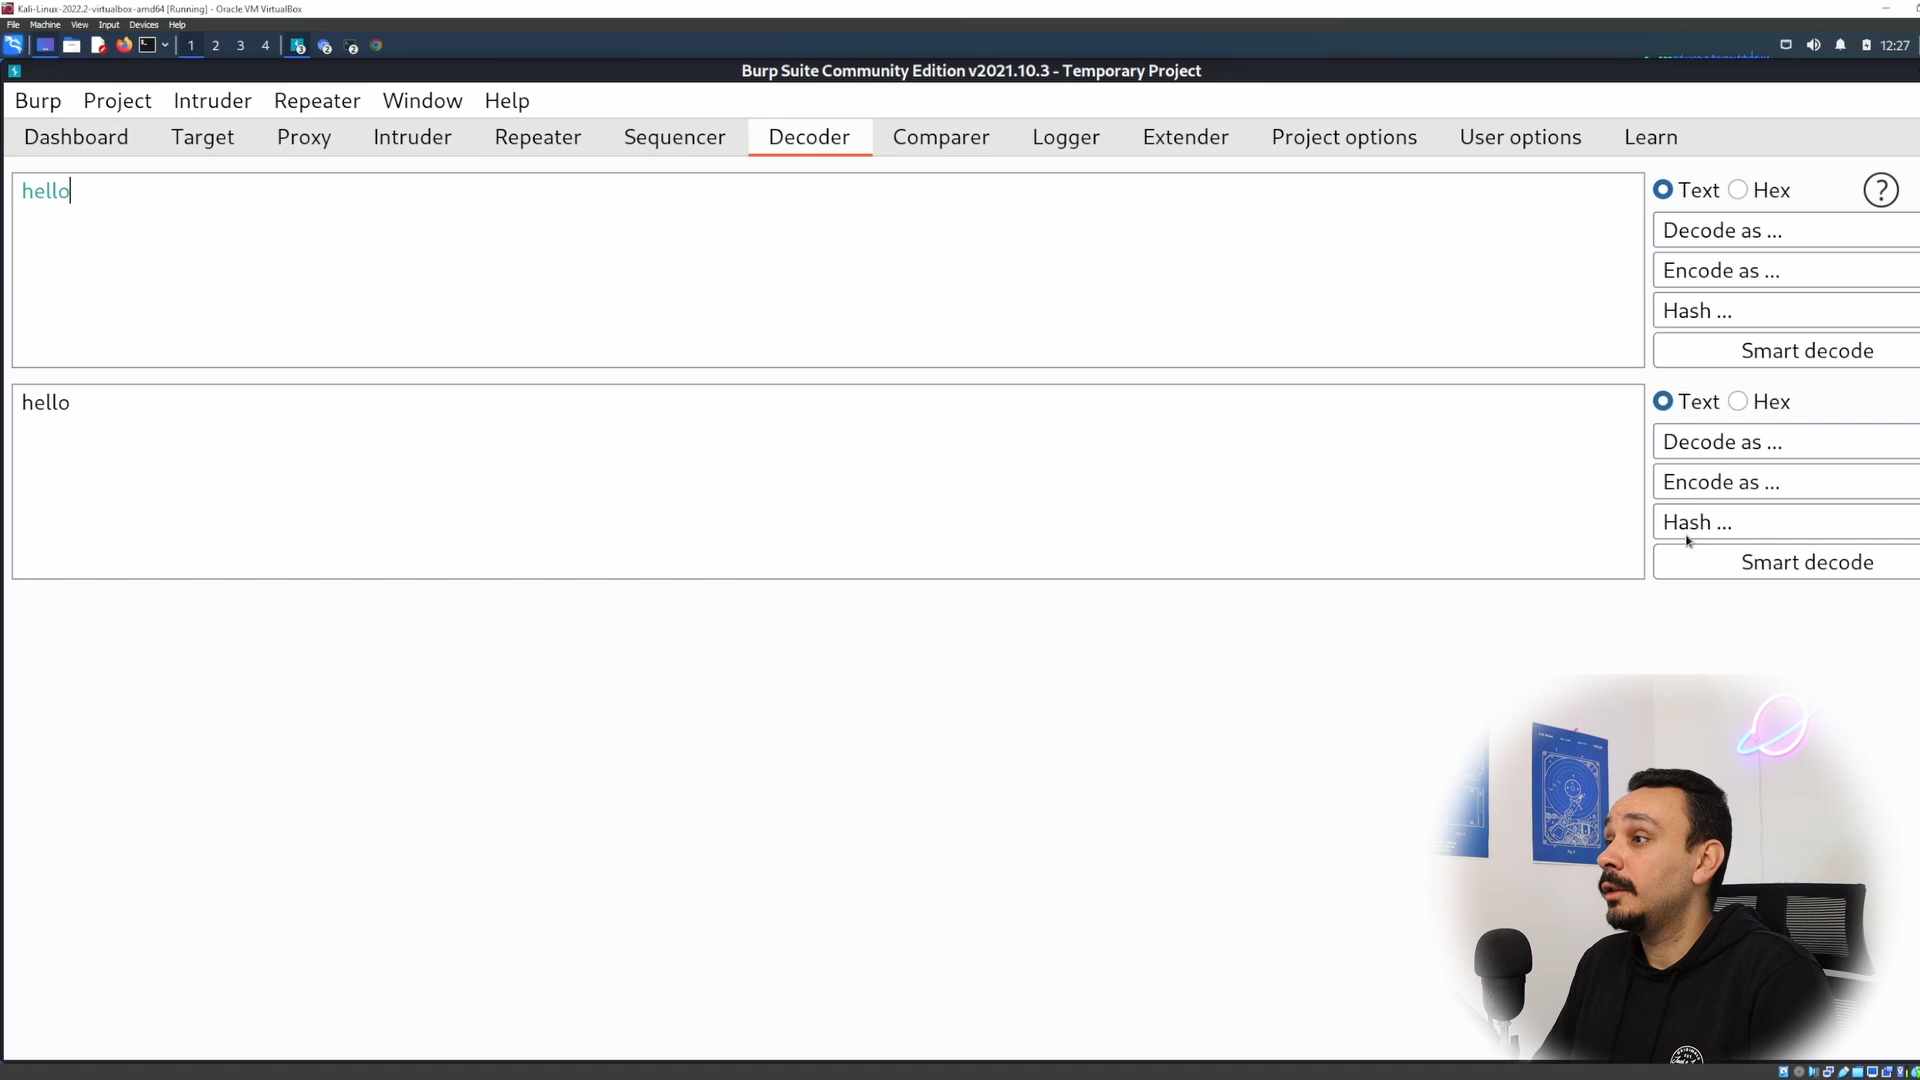 Kali-Linux-2022.2-virtualbox-amd64 [Running] - Oracle VM VirtualBox
File Machine View Input Devices Help
1 2 3 4 12:27
Burp Suite Community Edition v2021.10.3 - Temporary Project
Burp Project Intruder Repeater Window Help
Dashboard Target Proxy Intruder Repeater Sequencer Decoder Comparer Logger Extender Project options User options Learn
hello
Text Hex ?
Decode as ...
Encode as ...
Hash ...
Smart decode
hello
Text Hex
Decode as ...
Encode as ...
Hash ...
Smart decode